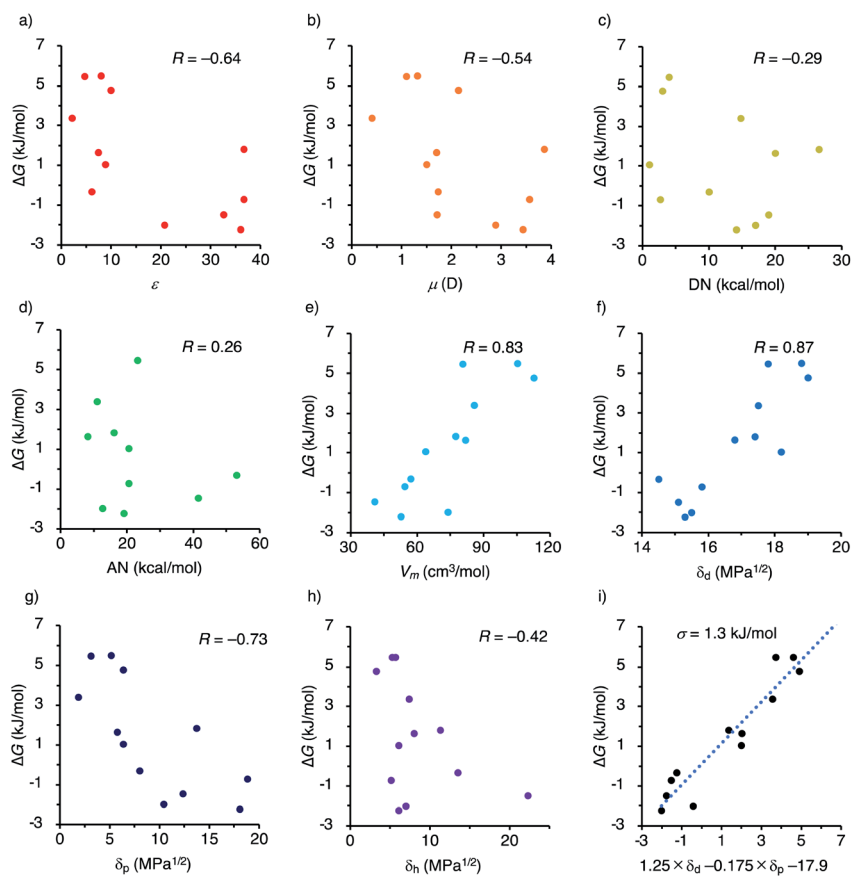 a)
R = −0.64
ΔG (kJ/mol)
7
5
3
1
-1
-3
0 10 20 30 40
ε
b)
R = −0.54
ΔG (kJ/mol)
7
5
3
1
-1
-3
0 1 2 3 4
μ (D)
c)
R = −0.29
ΔG (kJ/mol)
7
5
3
1
-1
-3
0 10 20 30
DN (kcal/mol)
d)
R = 0.26
ΔG (kJ/mol)
7
5
3
1
-1
-3
0 20 40 60
AN (kcal/mol)
e)
R = 0.83
ΔG (kJ/mol)
7
5
3
1
-1
-3
30 60 90 120
Vm (cm³/mol)
f)
R = 0.87
ΔG (kJ/mol)
7
5
3
1
-1
-3
14 16 18 20
δd (MPa1/2)
g)
R = −0.73
ΔG (kJ/mol)
7
5
3
1
-1
-3
0 5 10 15 20
δp (MPa1/2)
h)
R = −0.42
ΔG (kJ/mol)
7
5
3
1
-1
-3
0 10 20
δh (MPa1/2)
i)
σ = 1.3 kJ/mol
ΔG (kJ/mol)
7
5
3
1
-1
-3
-3 -1 1 3 5 7
1.25 × δd −0.175 × δp −17.9